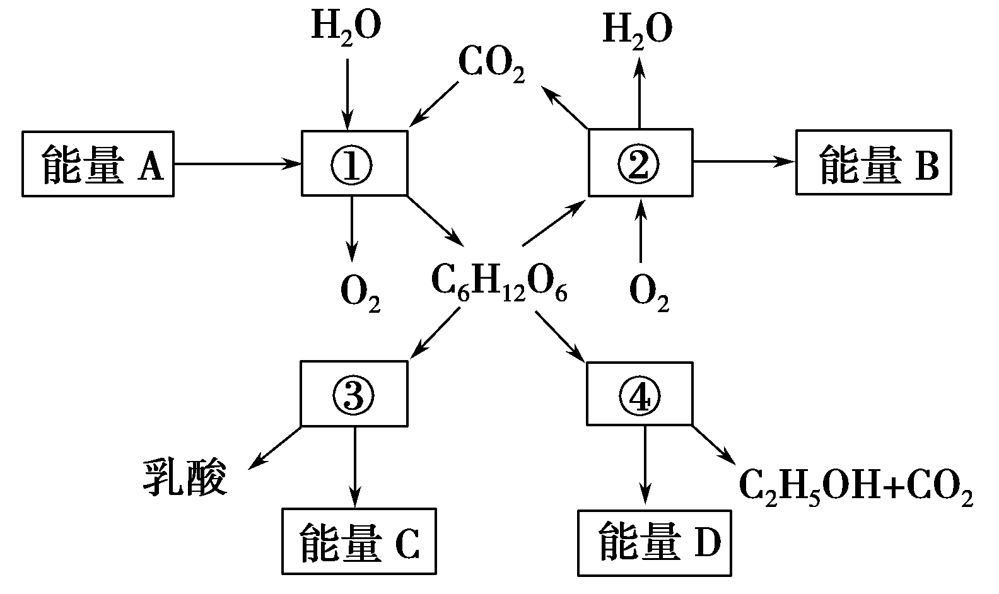 H₂O
H₂O
CO₂
能量 A
①
②
能量 B
O₂
C₆H₁₂O₆
O₂
③
④
乳酸
C₂H₅OH+CO₂
能量 C
能量 D